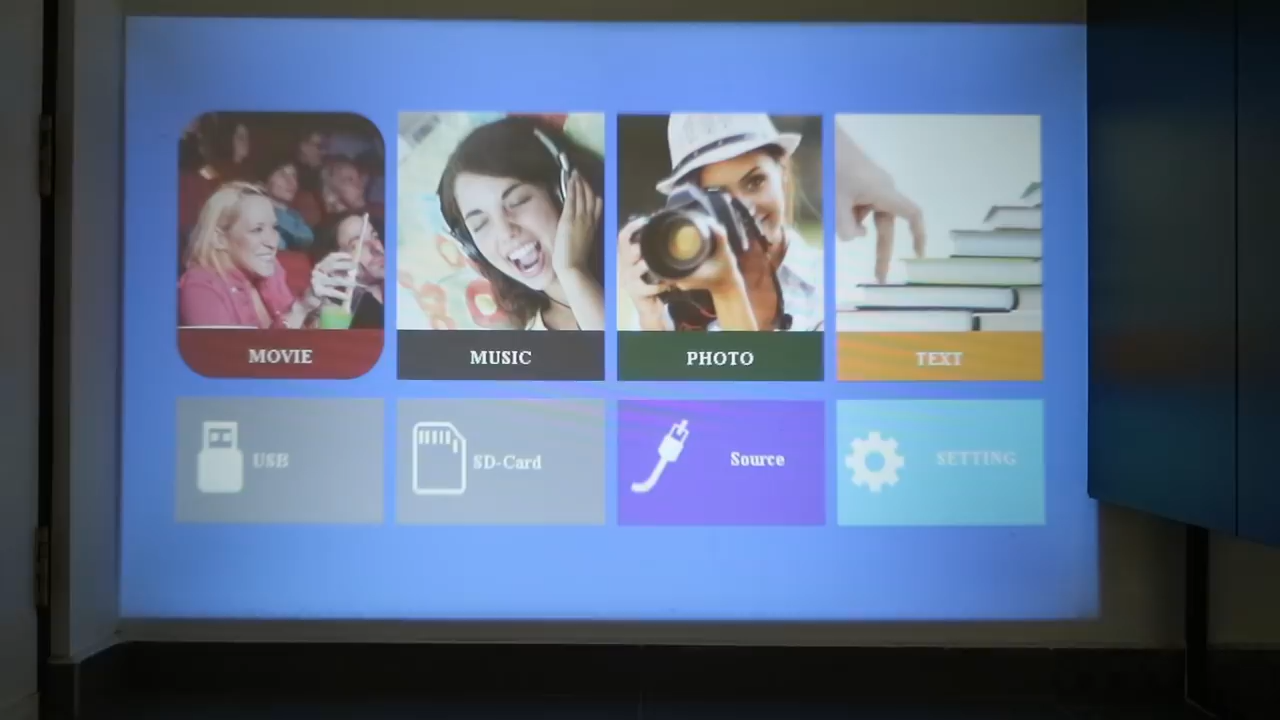 MOVIE
MUSIC
PHOTO
TEXT
USB
SD-Card
Source
SETTING